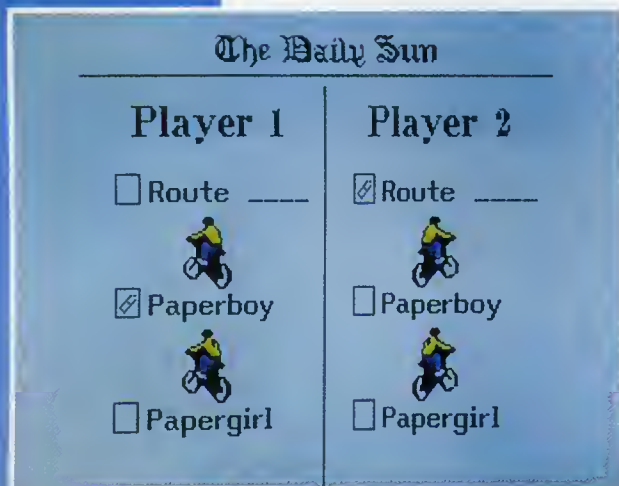 The Daily Sun
Player 1 Player 2
Route ____ Route ____
Paperboy Paperboy
Papergirl Papergirl